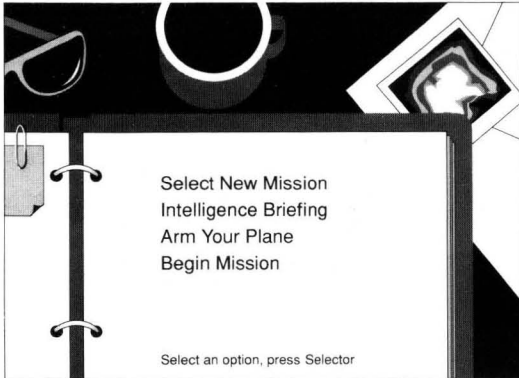 Select New Mission
Intelligence Briefing
Arm Your Plane
Begin Mission
Select an option, press Selector